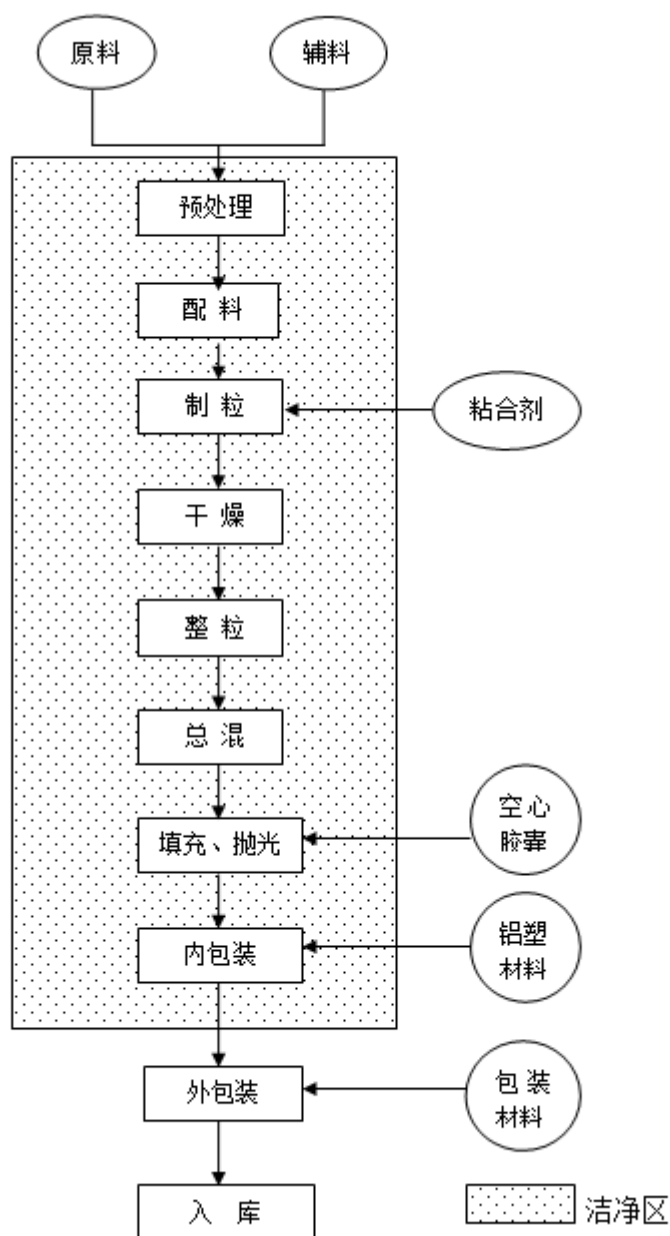 原料
辅料
预处理
配 料
制 粒
粘合剂
干 燥
整 粒
总 混
填充、抛光
空心
胶囊
内包装
铝塑
材料
外包装
包 装
材料
入 库
洁净区